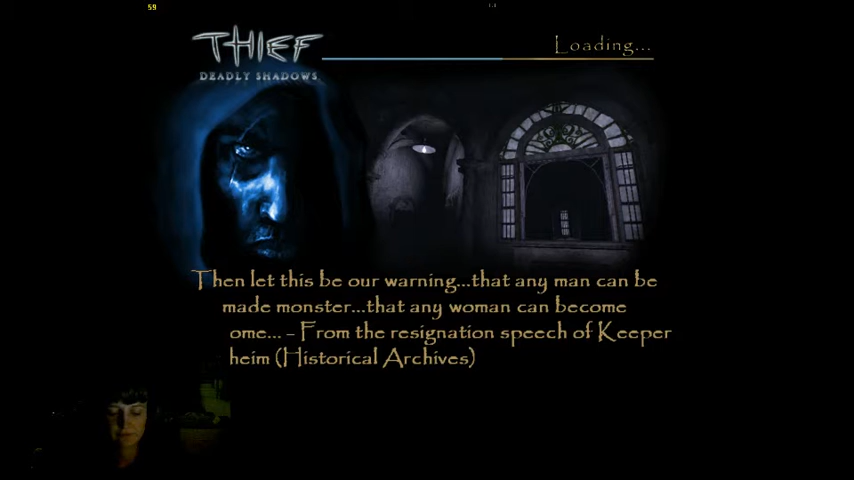 59
THIEF
DEADLY SHADOWS
Loading...
Then let this be our warning...that any man can be
made monster...that any woman can become
ome... – From the resignation speech of Keeper
heim (Historical Archives)